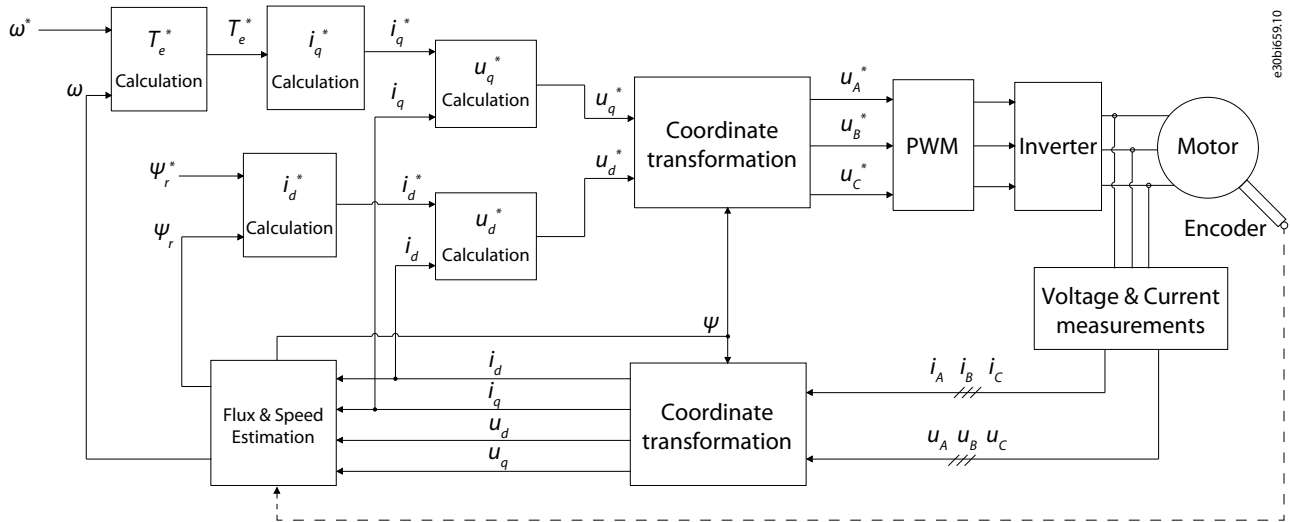 ω*
T_e^*
Calculation
T_e^*
i_q^*
Calculation
i_q^*
ω
i_q
u_q^*
Calculation
u_q^*
Ψ_r^*
i_d^*
Calculation
i_d^*
Ψ_r
i_d
u_d^*
Calculation
u_d^*
Coordinate
transformation
u_A^*
u_B^*
u_C^*
PWM
Inverter
Motor
Encoder
e30bi659.10
Voltage & Current
measurements
Ψ
Flux & Speed
Estimation
i_d
i_q
u_d
u_q
Coordinate
transformation
i_A i_B i_C
u_A u_B u_C